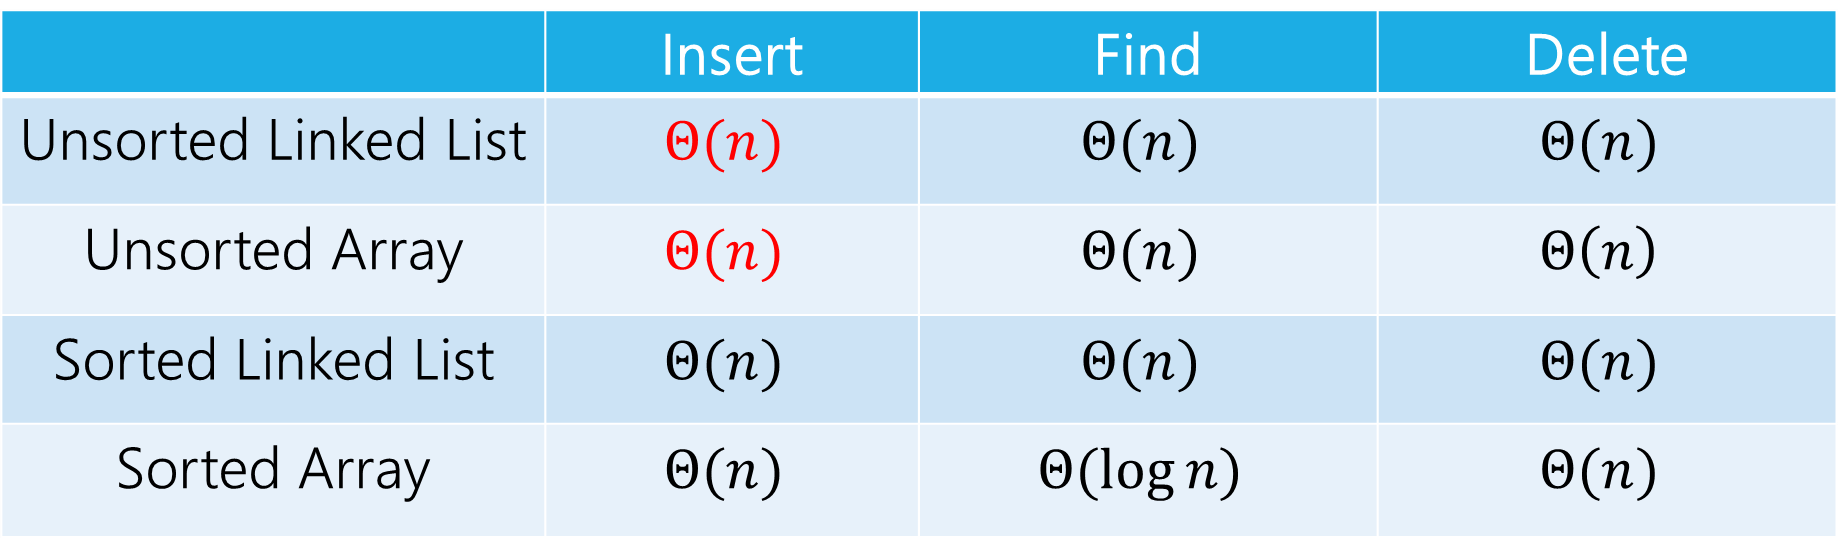 Insert Find Delete
Unsorted Linked List Θ(n) Θ(n) Θ(n)
Unsorted Array Θ(n) Θ(n) Θ(n)
Sorted Linked List Θ(n) Θ(n) Θ(n)
Sorted Array Θ(n) Θ(log n) Θ(n)